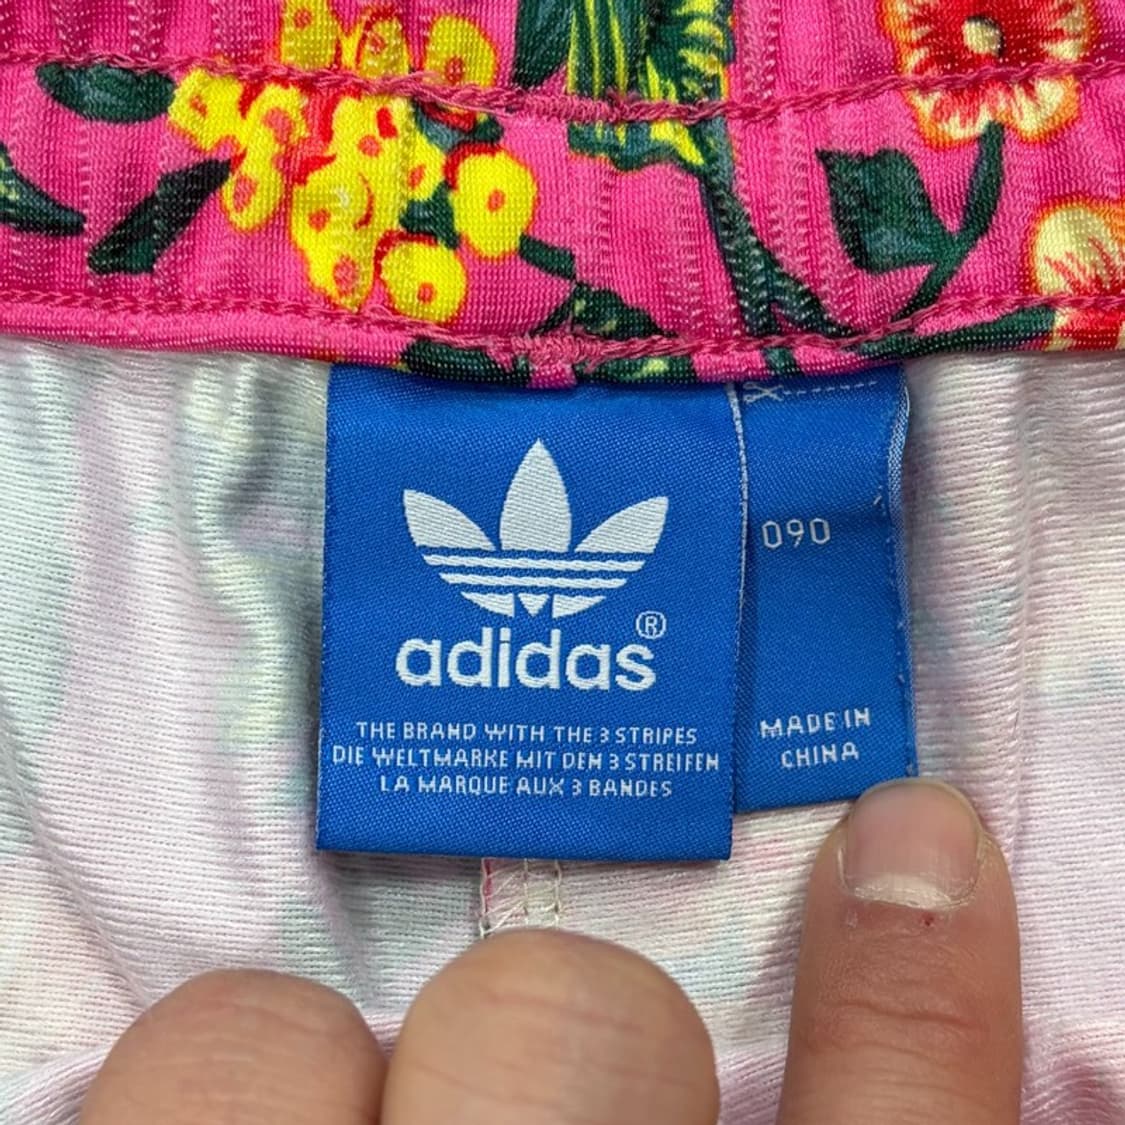 adidas®
THE BRAND WITH THE 3 STRIPES
DIE WELTMARKE MIT DEN 3 STREIFEN
LA MARQUE AUX 3 BANDES
090
MADE IN
CHINA